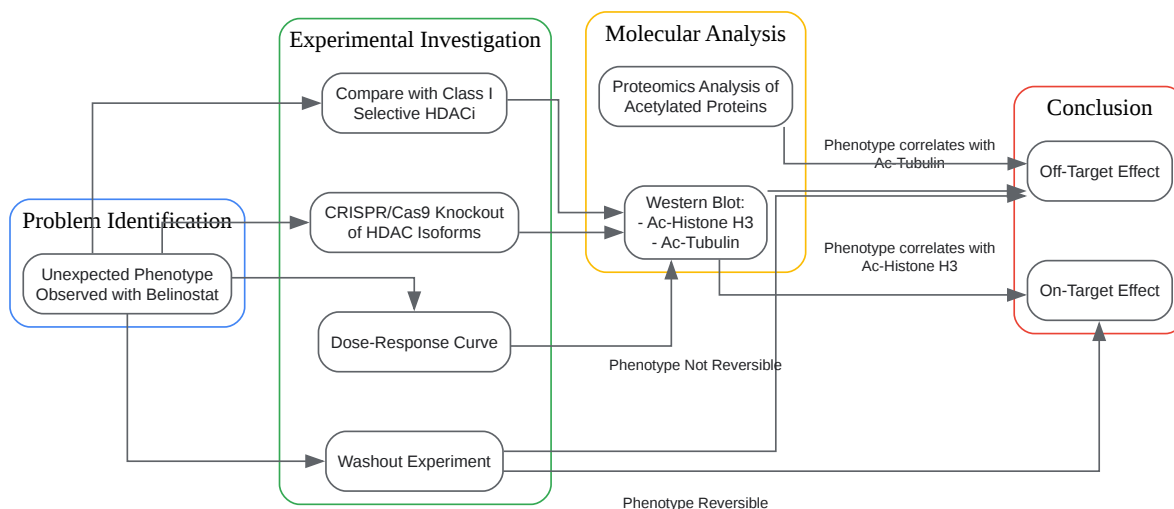 Problem Identification
Unexpected Phenotype
Observed with Belinostat
Experimental Investigation
Compare with Class I
Selective HDACi
CRISPR/Cas9 Knockout
of HDAC Isoforms
Dose-Response Curve
Washout Experiment
Molecular Analysis
Proteomics Analysis of
Acetylated Proteins
Western Blot:
- Ac-Histone H3
- Ac-Tubulin
Phenotype Not Reversible
Phenotype Reversible
Phenotype correlates with
Ac-Tubulin
Phenotype correlates with
Ac-Histone H3
Conclusion
Off-Target Effect
On-Target Effect